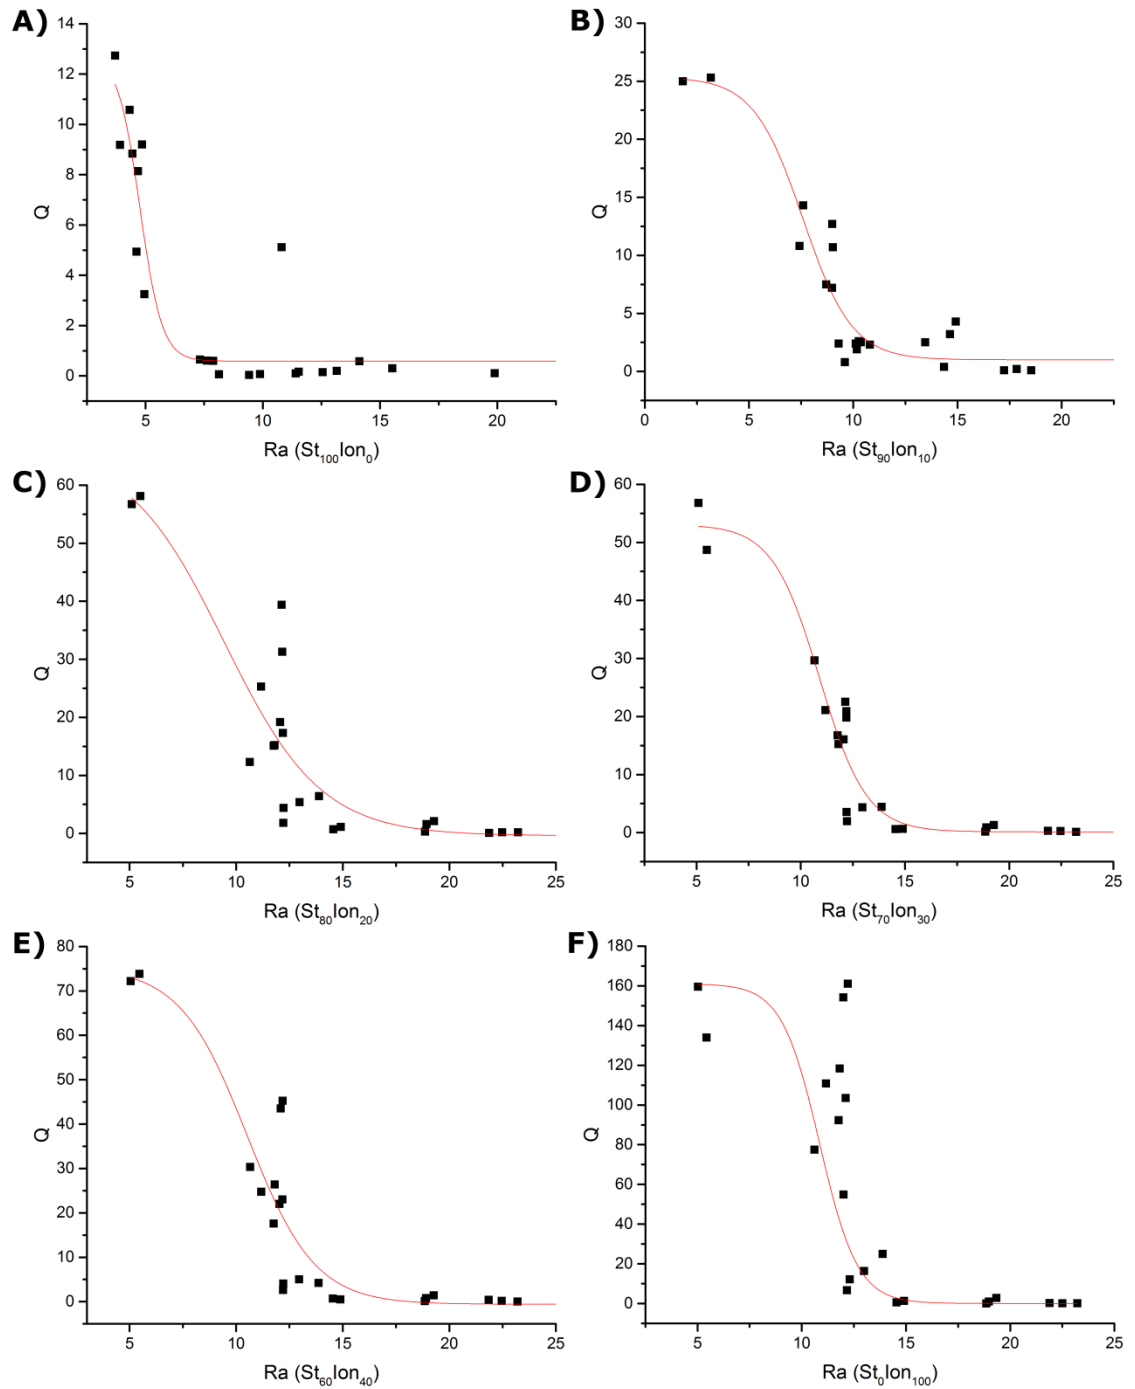 A)
14
12
10
8
6
4
2
0
Q
5 10 15 20
Ra (St₁₀₀Ion₀)
B)
30
25
20
15
10
5
0
Q
0 5 10 15 20
Ra (St₉₀Ion₁₀)
C)
60
50
40
30
20
10
0
Q
5 10 15 20 25
Ra (St₈₀Ion₂₀)
D)
60
50
40
30
20
10
0
Q
5 10 15 20 25
Ra (St₇₀Ion₃₀)
E)
80
70
60
50
40
30
20
10
0
Q
5 10 15 20 25
Ra (St₆₀Ion₄₀)
F)
180
160
140
120
100
80
60
40
20
0
Q
5 10 15 20 25
Ra (St₀Ion₁₀₀)